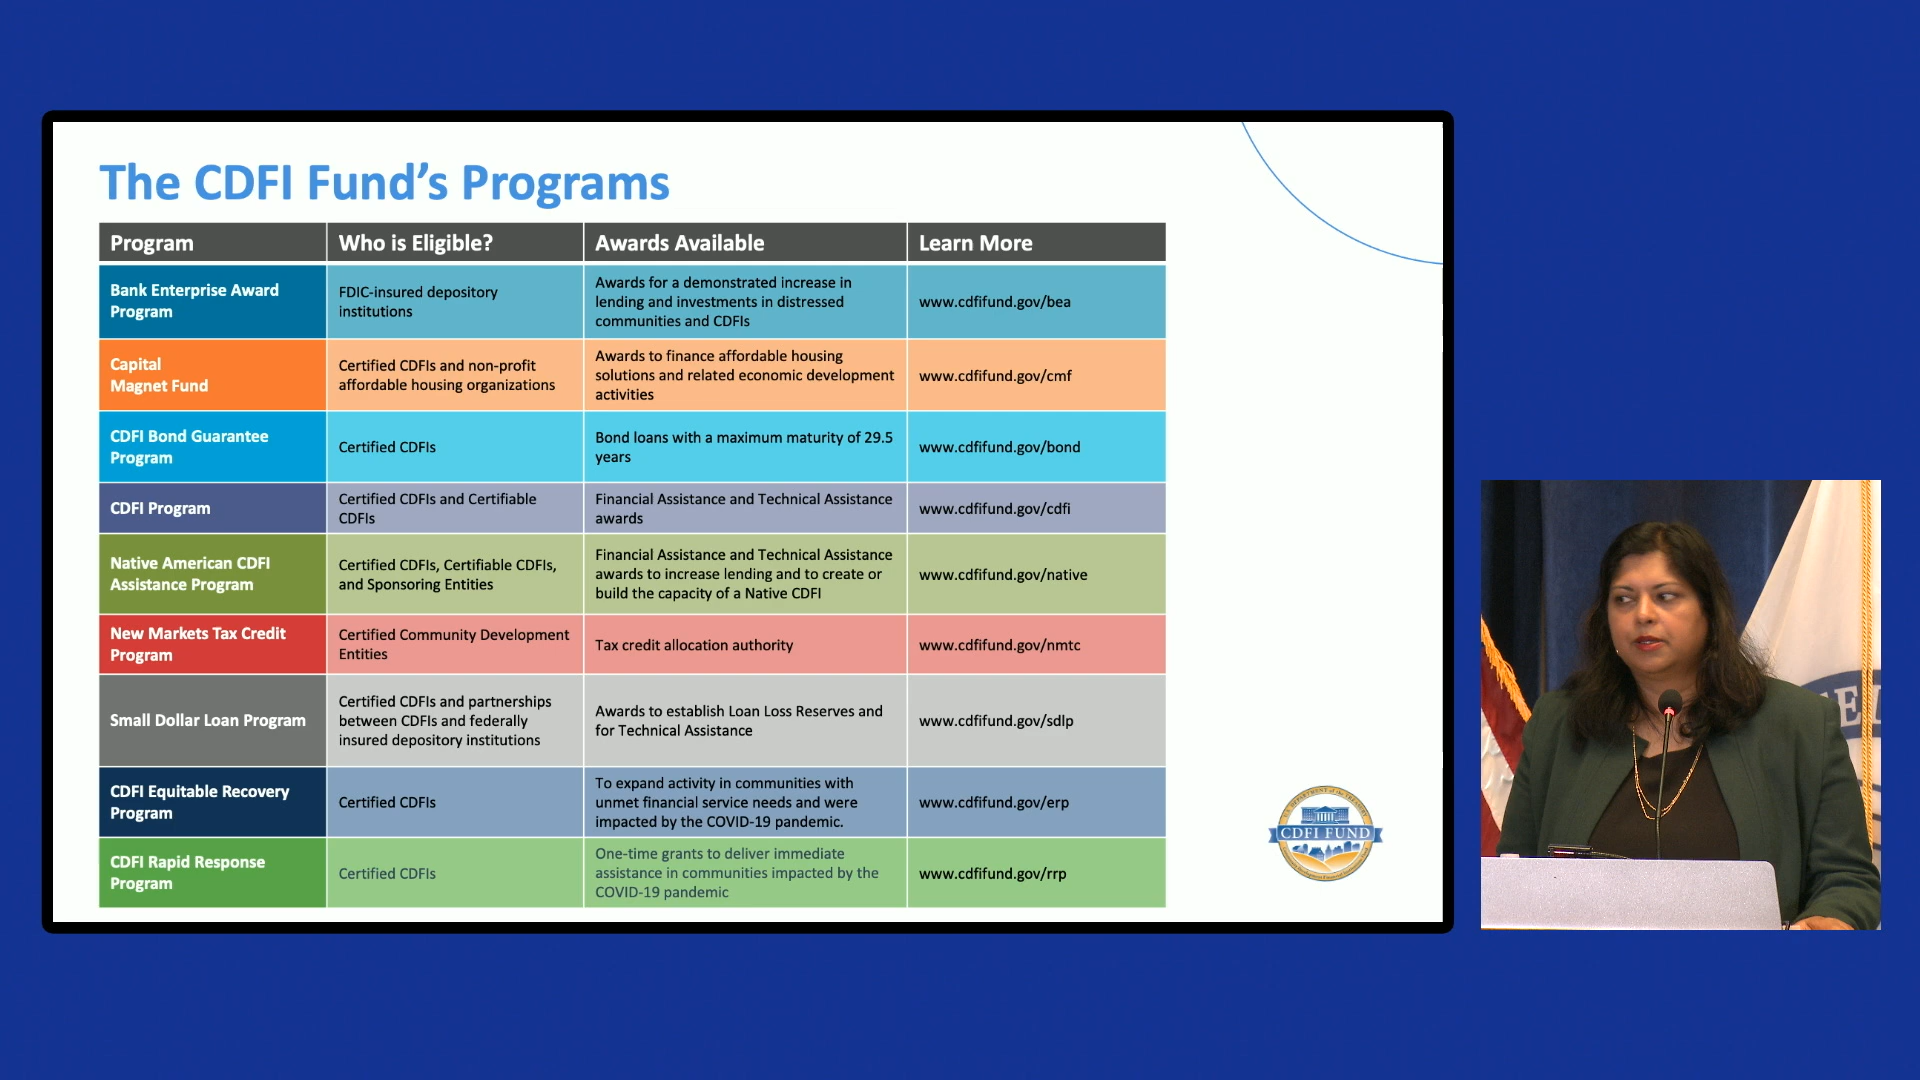 The CDFI Fund's Programs
Program
Who is Eligible?
Awards Available
Learn More
Bank Enterprise Award
Program
FDIC-insured depository
institutions
Awards for a demonstrated increase in
lending and investments in distressed
communities and CDFIs
www.cdfifund.gov/bea
Capital
Magnet Fund
Certified CDFIs and non-profit
affordable housing organizations
Awards to finance affordable housing
solutions and related economic development
activities
www.cdfifund.gov/cmf
CDFI Bond Guarantee
Program
Certified CDFIs
Bond loans with a maximum maturity of 29.5
years
www.cdfifund.gov/bond
CDFI Program
Certified CDFIs and Certifiable
CDFIs
Financial Assistance and Technical Assistance
awards
www.cdfifund.gov/cdfi
Native American CDFI
Assistance Program
Certified CDFIs, Certifiable CDFIs,
and Sponsoring Entities
Financial Assistance and Technical Assistance
awards to increase lending and to create or
build the capacity of a Native CDFI
www.cdfifund.gov/native
New Markets Tax Credit
Program
Certified Community Development
Entities
Tax credit allocation authority
www.cdfifund.gov/nmtc
Small Dollar Loan Program
Certified CDFIs and partnerships
between CDFIs and federally
insured depository institutions
Awards to establish Loan Loss Reserves and
for Technical Assistance
www.cdfifund.gov/sdlp
CDFI Equitable Recovery
Program
Certified CDFIs
To expand activity in communities with
unmet financial service needs and were
impacted by the COVID-19 pandemic.
www.cdfifund.gov/erp
CDFI Rapid Response
Program
Certified CDFIs
One-time grants to deliver immediate
assistance in communities impacted by the
COVID-19 pandemic
www.cdfifund.gov/rrp
CDFI FUND